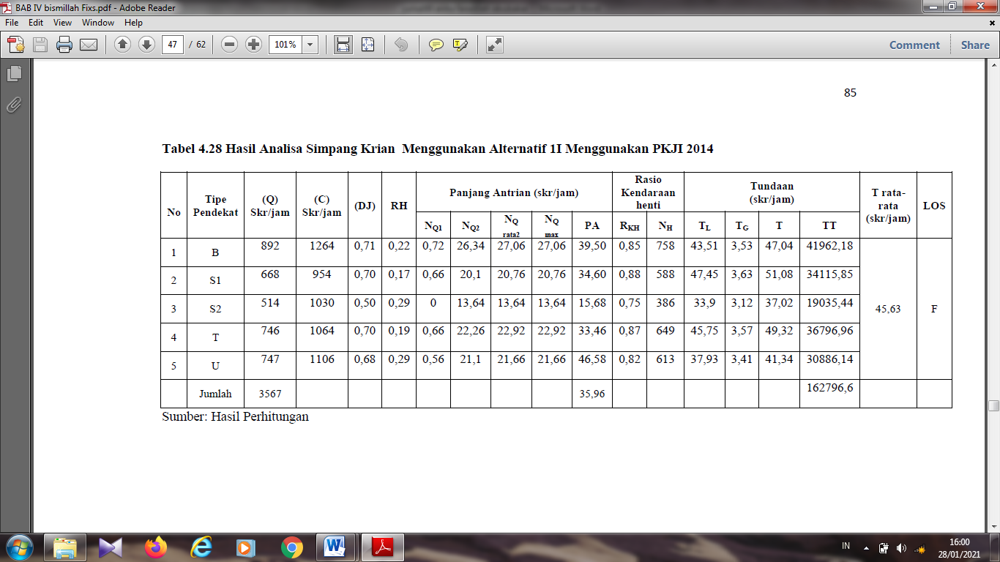 BAB IV bismillah Fixs.pdf - Adobe Reader
File Edit View Window Help
47 / 62 101% Comment Share
85
Tabel 4.28 Hasil Analisa Simpang Krian Menggunakan Alternatif 1I Menggunakan PKJI 2014
No Tipe Pendekat (Q) Skr/jam (C) Skr/jam (DJ) RH Panjang Antrian (skr/jam) Rasio Kendaraan henti Tundaan (skr/jam) T rata-rata (skr/jam) LOS
NQ1 NQ2 NQ rata2 NQ max PA RKH NH TL TG T TT
1 B 892 1264 0,71 0,22 0,72 26,34 27,06 27,06 39,50 0,85 758 43,51 3,53 47,04 41962,18
2 S1 668 954 0,70 0,17 0,66 20,1 20,76 20,76 34,60 0,88 588 47,45 3,63 51,08 34115,85
3 S2 514 1030 0,50 0,29 0 13,64 13,64 13,64 15,68 0,75 386 33,9 3,12 37,02 19035,44 45,63 F
4 T 746 1064 0,70 0,19 0,66 22,26 22,92 22,92 33,46 0,87 649 45,75 3,57 49,32 36796,96
5 U 747 1106 0,68 0,29 0,56 21,1 21,66 21,66 46,58 0,82 613 37,93 3,41 41,34 30886,14
Jumlah 3567 35,96 162796,6
Sumber: Hasil Perhitungan
IN 16:00
28/01/2021